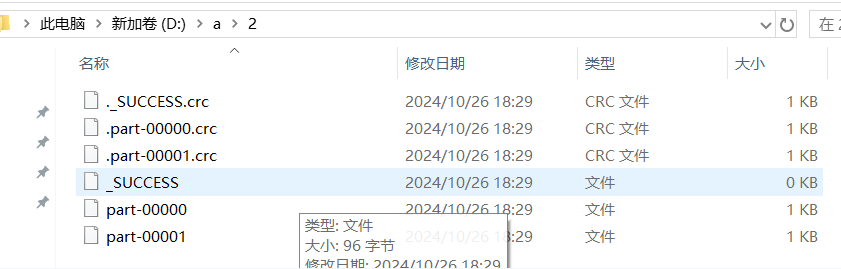 此电脑 > 新加卷 (D:) > a > 2
在 2
名称 修改日期 类型 大小
._SUCCESS.crc 2024/10/26 18:29 CRC 文件 1 KB
.part-00000.crc 2024/10/26 18:29 CRC 文件 1 KB
.part-00001.crc 2024/10/26 18:29 CRC 文件 1 KB
_SUCCESS 2024/10/26 18:29 文件 0 KB
part-00000 2024/10/26 18:29 文件 1 KB
part-00001 18:29 文件 1 KB
类型: 文件
大小: 96 字节
修改日期: 2024/10/26 18:29